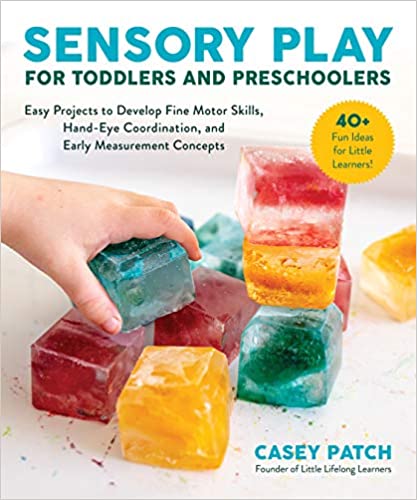 SENSORY PLAY
FOR TODDLERS AND PRESCHOOLERS
Easy Projects to Develop Fine Motor Skills,
Hand-Eye Coordination, and
Early Measurement Concepts
40+
Fun Ideas
for Little
Learners!
CASEY PATCH
Founder of Little Lifelong Learners